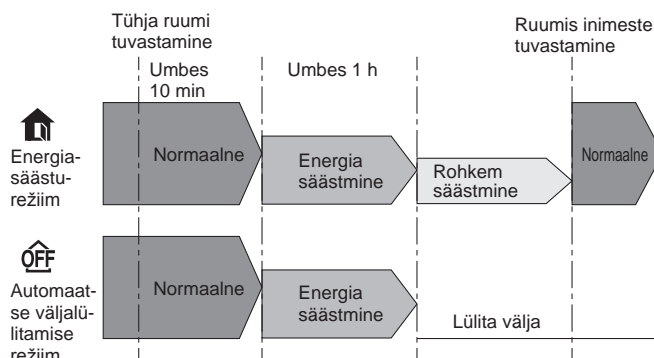 Tühja ruumi
tuvastamine
Ruumis inimeste
tuvastamine
Umbes
10 min
Umbes 1 h
Energia-
säästu-
režiim
Normaalne
Energia
säästmine
Rohkem
säästmine
Normaalne
OFF
Automaat-
se väljalü-
litamise
režiim
Normaalne
Energia
säästmine
Lülita välja